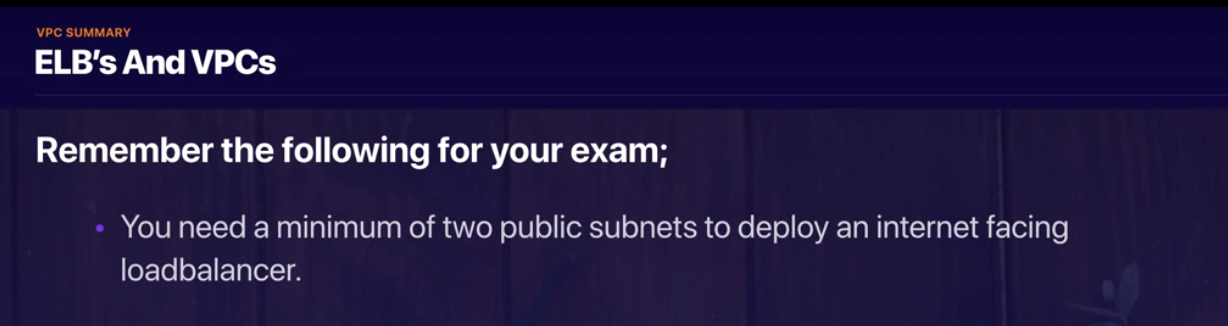 VPC SUMMARY
ELB’s And VPCs
Remember the following for your exam;
• You need a minimum of two public subnets to deploy an internet facing
loadbalancer.